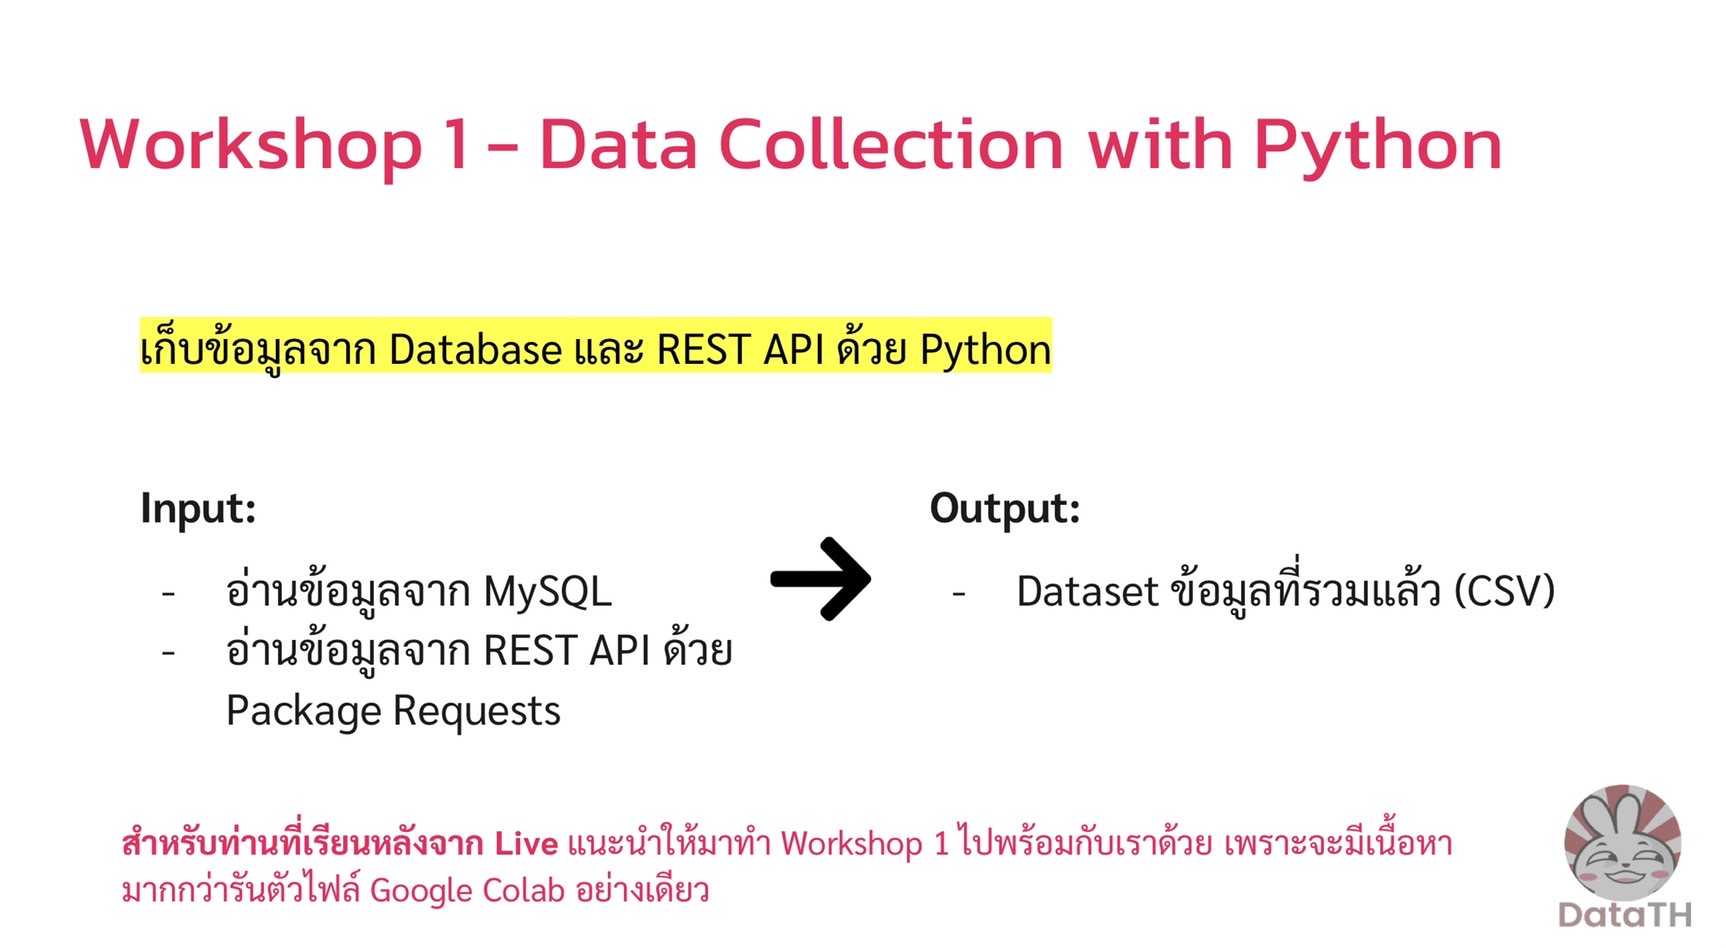 Workshop 1 - Data Collection with Python
เก็บข้อมูลจาก Database และ REST API ด้วย Python
Input:
- อ่านข้อมูลจาก MySQL
- อ่านข้อมูลจาก REST API ด้วย
Package Requests
Output:
- Dataset ข้อมูลที่รวมแล้ว (CSV)
สำหรับท่านที่เรียนหลังจาก Live แนะนำให้มาทำ Workshop 1 ไปพร้อมกับเราด้วย เพราะจะมีเนื้อหา
มากกว่ารันตัวไฟล์ Google Colab อย่างเดียว
DataTH